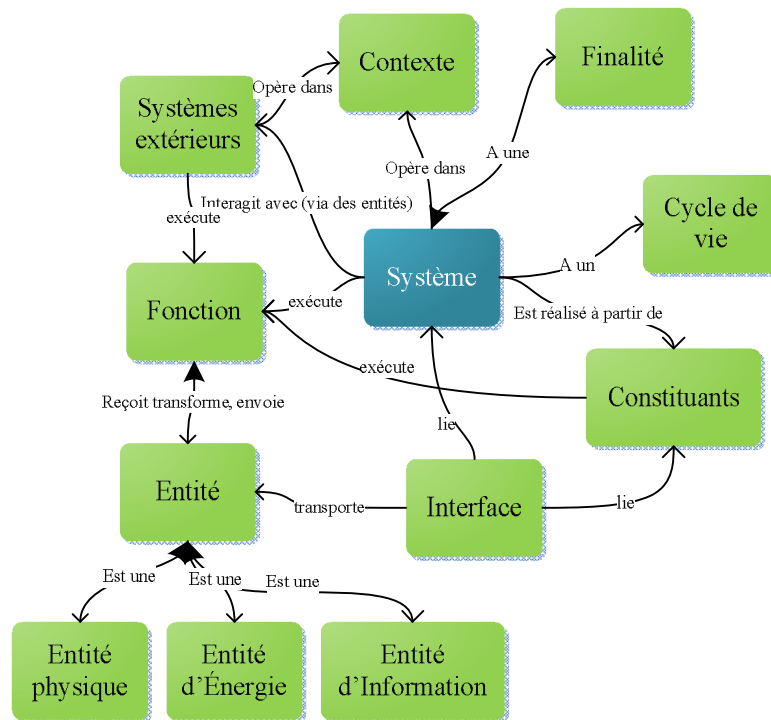 Contexte
Finalité
Opère dans
Systèmes
extérieurs
A une
Opère dans
Interagit avec (via des entités)
exécute
Cycle de
vie
Système
A un
Fonction
exécute
Est réalisé à partir de
exécute
Constituants
Reçoit transforme, envoie
lie
Entité
transporte
Interface
lie
Est une
Est une
Est une
Entité
physique
Entité
d'Énergie
Entité
d'Information